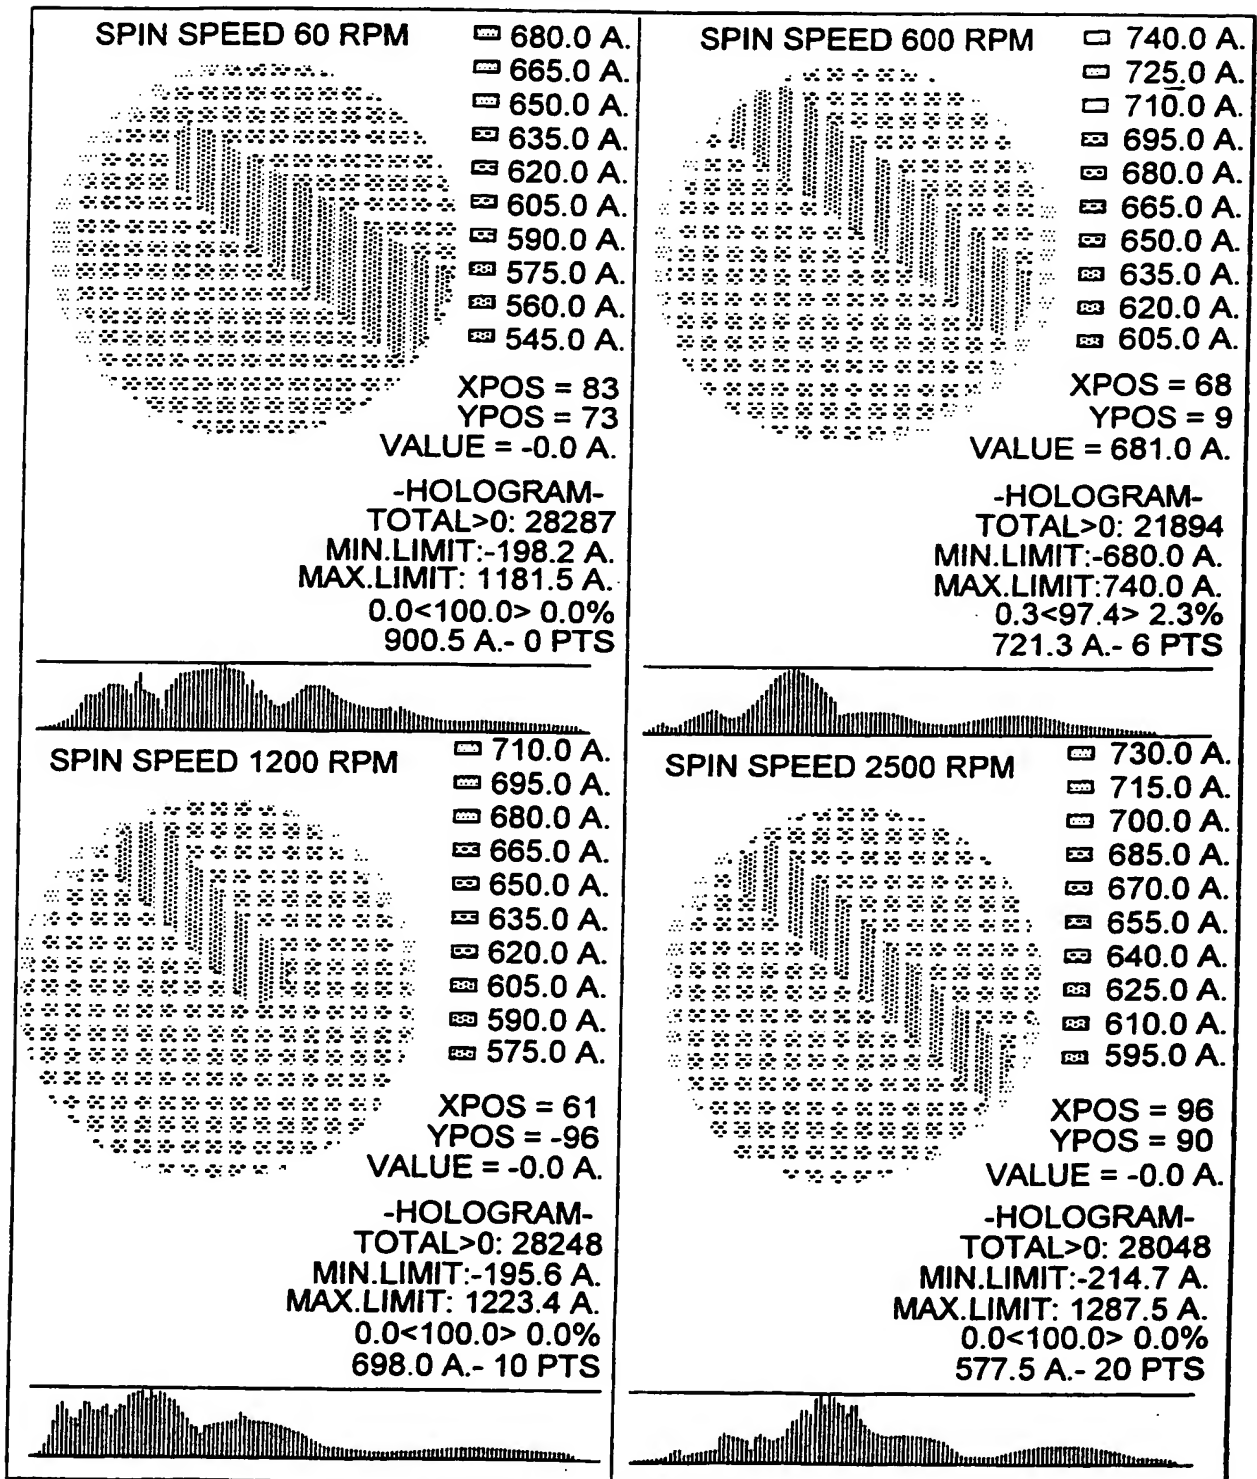 SPIN SPEED 60 RPM
680.0 A.
665.0 A.
650.0 A.
635.0 A.
620.0 A.
605.0 A.
590.0 A.
575.0 A.
560.0 A.
545.0 A.
XPOS = 83
YPOS = 73
VALUE = -0.0 A.
-HOLOGRAM-
TOTAL>0: 28287
MIN.LIMIT:-198.2 A.
MAX.LIMIT: 1181.5 A.
0.0<100.0> 0.0%
900.5 A.- 0 PTS
SPIN SPEED 600 RPM
740.0 A.
725.0 A.
710.0 A.
695.0 A.
680.0 A.
665.0 A.
650.0 A.
635.0 A.
620.0 A.
605.0 A.
XPOS = 68
YPOS = 9
VALUE = 681.0 A.
-HOLOGRAM-
TOTAL>0: 21894
MIN.LIMIT:-680.0 A.
MAX.LIMIT:740.0 A.
0.3<97.4> 2.3%
721.3 A.- 6 PTS
SPIN SPEED 1200 RPM
710.0 A.
695.0 A.
680.0 A.
665.0 A.
650.0 A.
635.0 A.
620.0 A.
605.0 A.
590.0 A.
575.0 A.
XPOS = 61
YPOS = -96
VALUE = -0.0 A.
-HOLOGRAM-
TOTAL>0: 28248
MIN.LIMIT:-195.6 A.
MAX.LIMIT: 1223.4 A.
0.0<100.0> 0.0%
698.0 A.- 10 PTS
SPIN SPEED 2500 RPM
730.0 A.
715.0 A.
700.0 A.
685.0 A.
670.0 A.
655.0 A.
640.0 A.
625.0 A.
610.0 A.
595.0 A.
XPOS = 96
YPOS = 90
VALUE = -0.0 A.
-HOLOGRAM-
TOTAL>0: 28048
MIN.LIMIT:-214.7 A.
MAX.LIMIT: 1287.5 A.
0.0<100.0> 0.0%
577.5 A.- 20 PTS